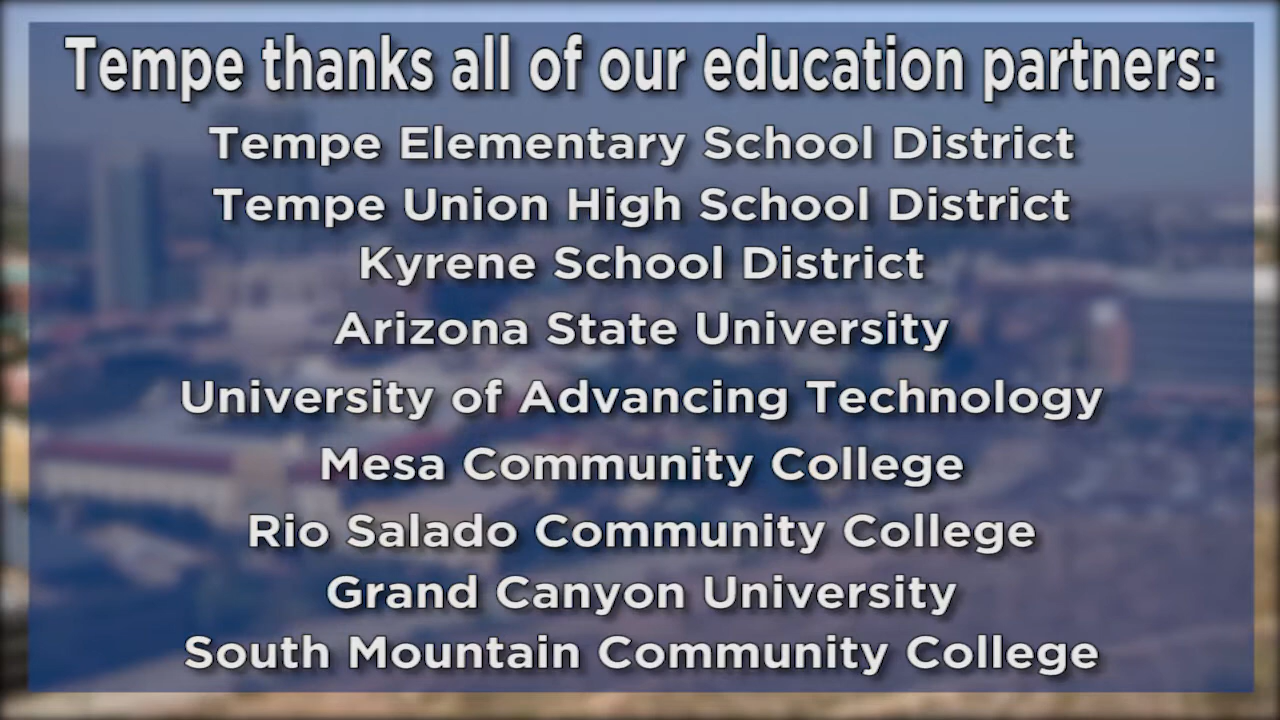 Tempe thanks all of our education partners:
Tempe Elementary School District
Tempe Union High School District
Kyrene School District
Arizona State University
University of Advancing Technology
Mesa Community College
Rio Salado Community College
Grand Canyon University
South Mountain Community College